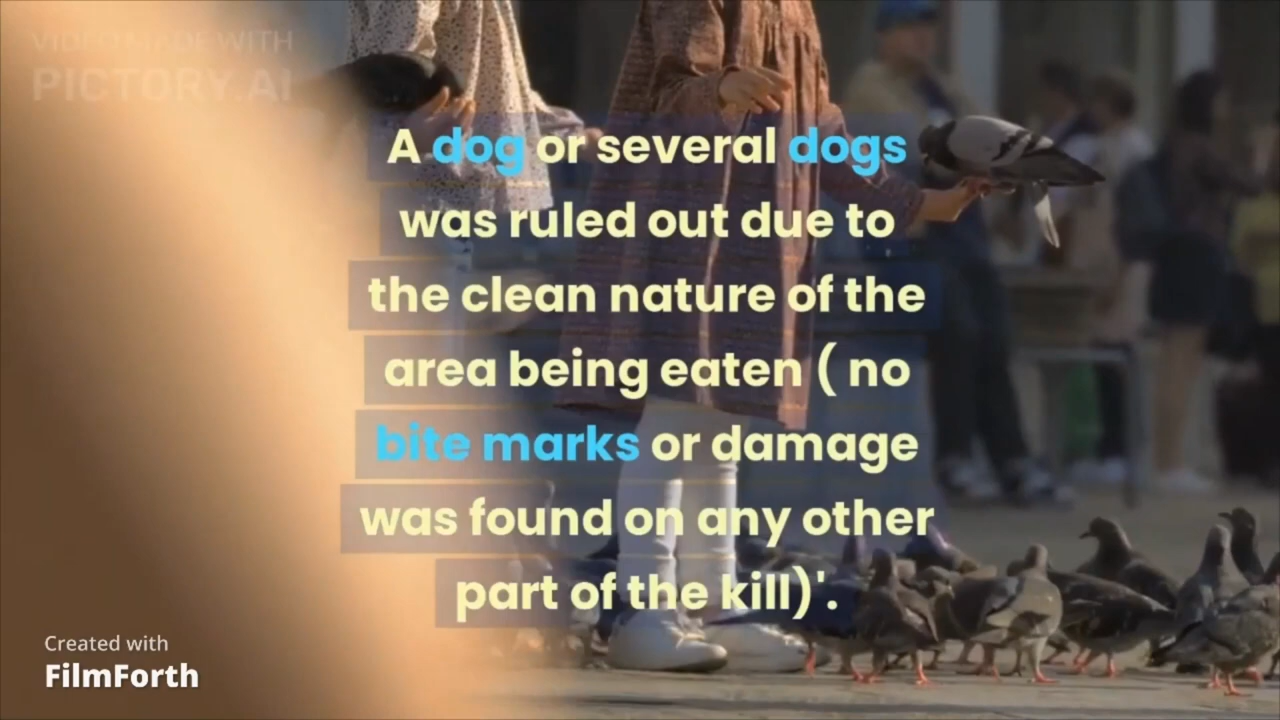 VIDEO MADE WITH
PICTORY.AI
A dog or several dogs
was ruled out due to
the clean nature of the
area being eaten ( no
bite marks or damage
was found on any other
part of the kill)'.
Created with
FilmForth